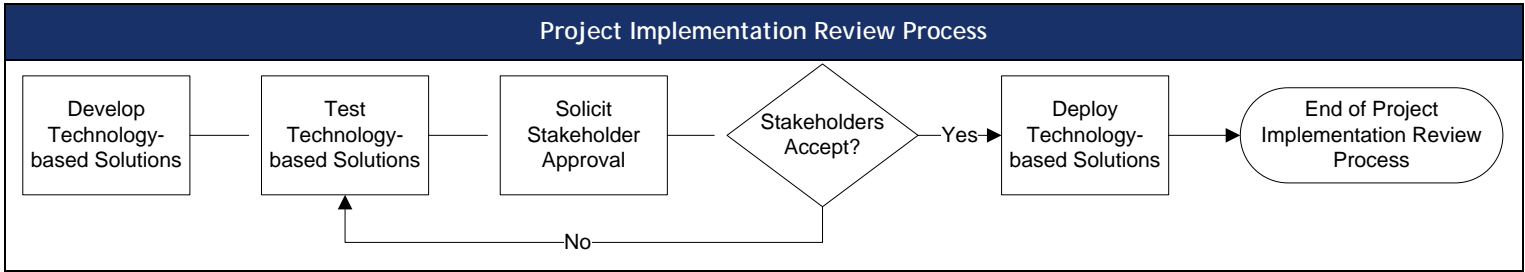 Project Implementation Review Process
Develop
Technology-
based Solutions
Test
Technology-
based Solutions
Solicit
Stakeholder
Approval
Stakeholders
Accept?
Yes
Deploy
Technology-
based Solutions
End of Project
Implementation Review
Process
No